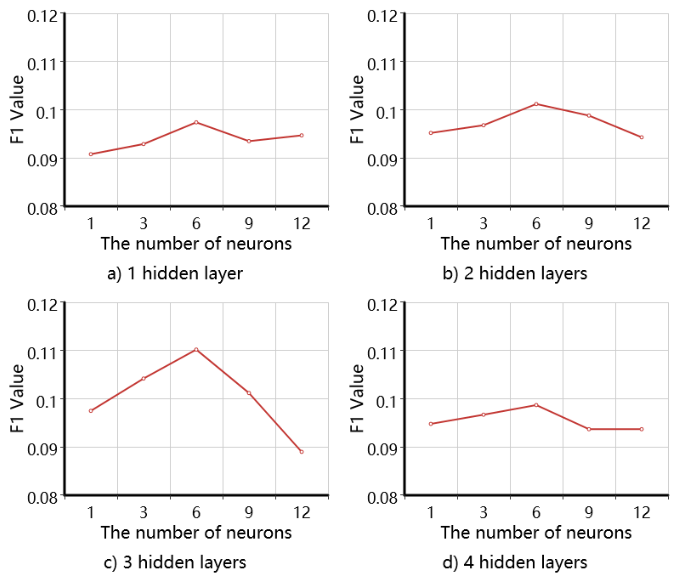 0.12
0.11
0.1
0.09
0.08
F1 Value
1 3 6 9 12
The number of neurons
a) 1 hidden layer
0.12
0.11
0.1
0.09
0.08
F1 Value
1 3 6 9 12
The number of neurons
b) 2 hidden layers
0.12
0.11
0.1
0.09
0.08
F1 Value
1 3 6 9 12
The number of neurons
c) 3 hidden layers
0.12
0.11
0.1
0.09
0.08
F1 Value
1 3 6 9 12
The number of neurons
d) 4 hidden layers